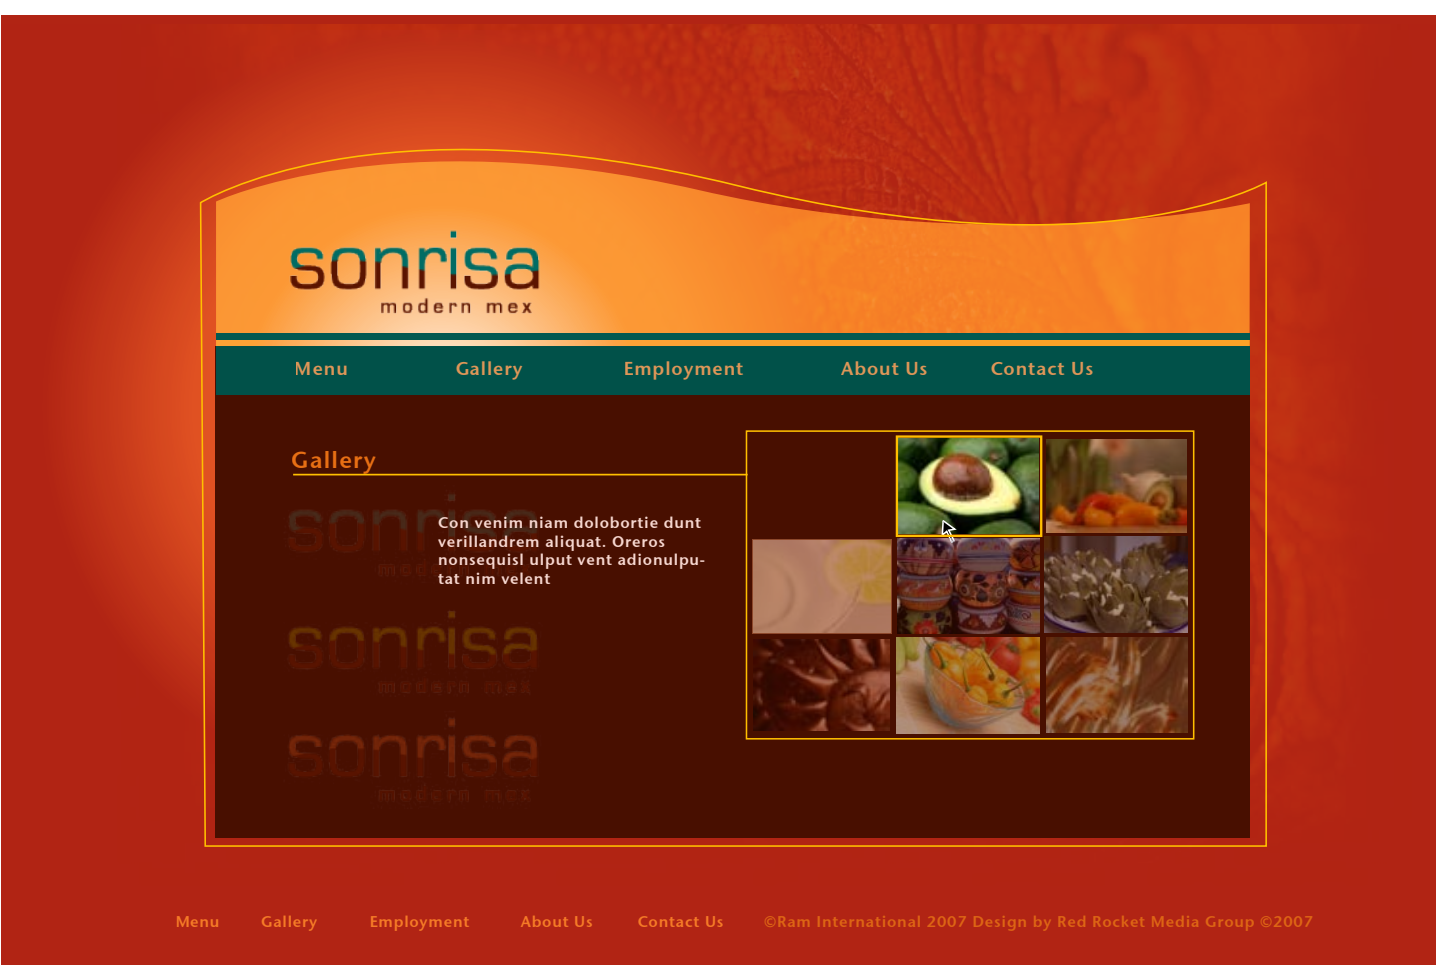 sonrisa
modern mex
Menu Gallery Employment About Us Contact Us
Gallery
sonrisa
modern mex
Con venim niam dolobortie dunt
verillandrem aliquat. Oreros
nonsequisl ulput vent adionulpu-
tat nim velent
sonrisa
modern mex
sonrisa
modern mex
Menu Gallery Employment About Us Contact Us ©Ram International 2007 Design by Red Rocket Media Group ©2007